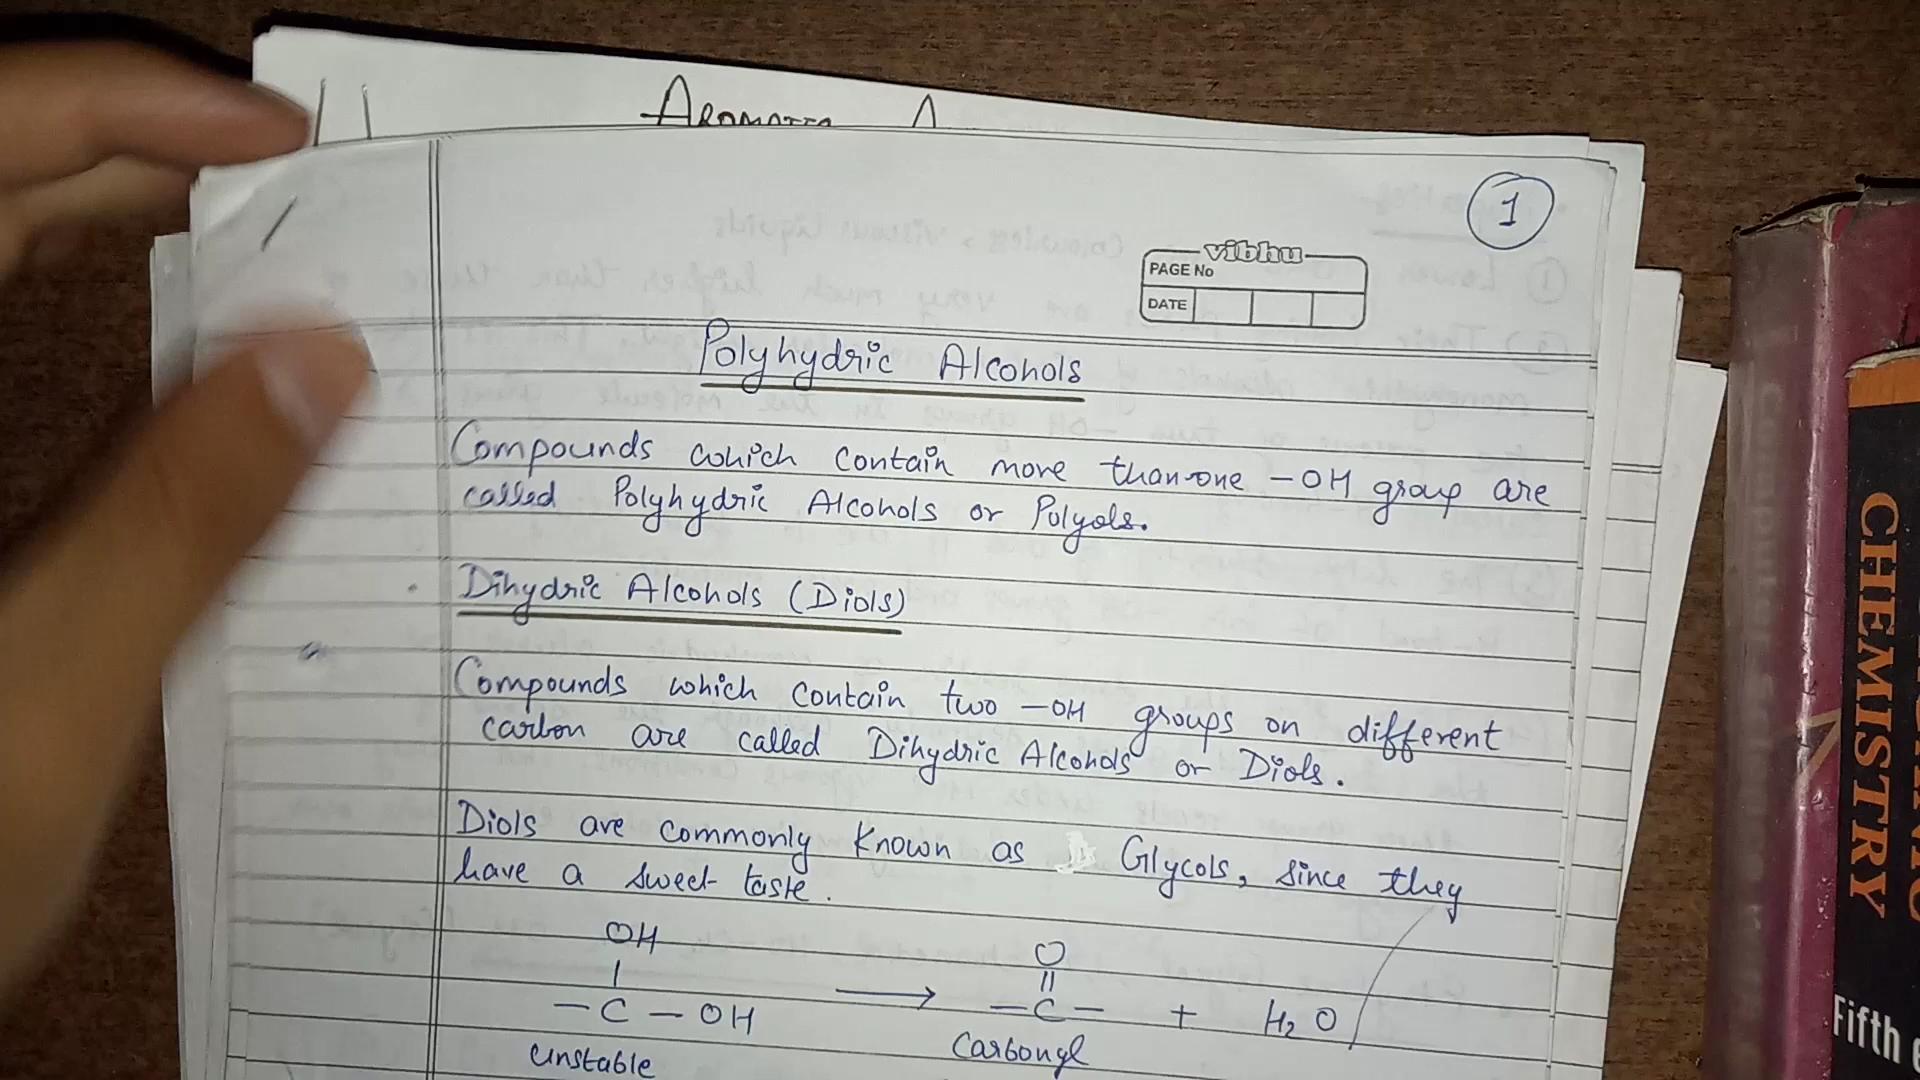 Aromatic A
1
vibhu
PAGE No
DATE
Polyhydric Alcohols
Compounds which contain more than one -OH group are
called Polyhydric Alcohols or Polyols.
Dihydric Alcohols (Diols)
Compounds which contain two -OH groups on different
carbon are called Dihydric Alcohols or Diols.
Diols are commonly known as Glycols, since they
have a sweet taste.
OH
|
-C-OH → O
||
-C- + H₂O
unstable Carbonyl
CHEMISTRY
Fifth